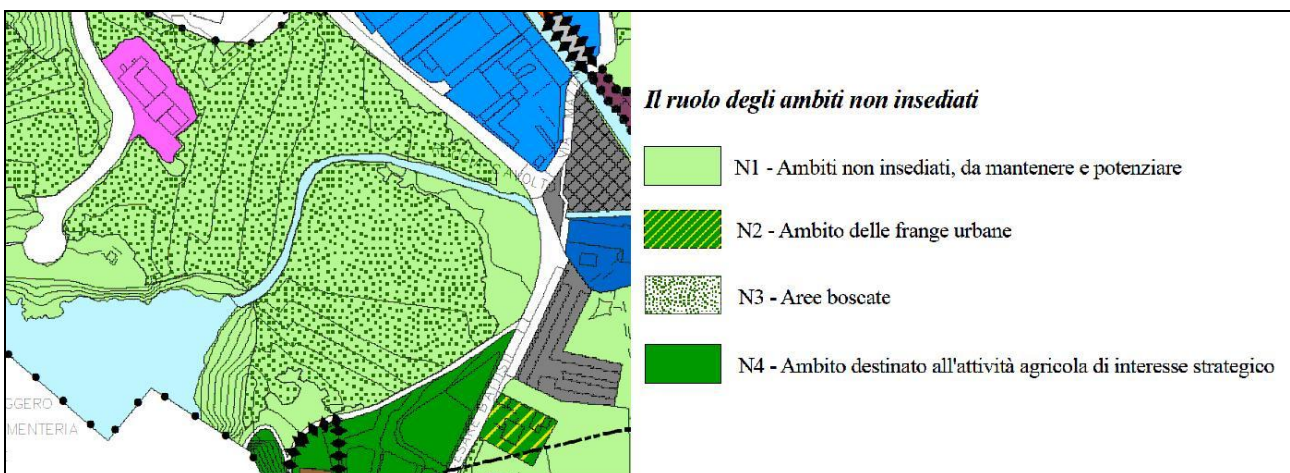 Il ruolo degli ambiti non insediati
N1 - Ambiti non insediati, da mantenere e potenziare
N2 - Ambito delle frange urbane
N3 - Aree boscate
N4 - Ambito destinato all'attività agricola di interesse strategico
GGERO
MENTERIA